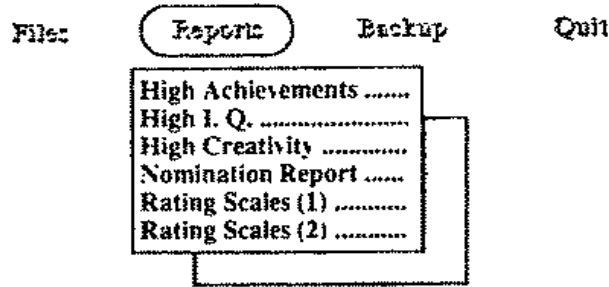 Files Reports Backup Quit
High Achievements .......
High I. Q. .......................
High Creativity .............
Nomination Report ......
Rating Scales (1) ...........
Rating Scales (2) ...........